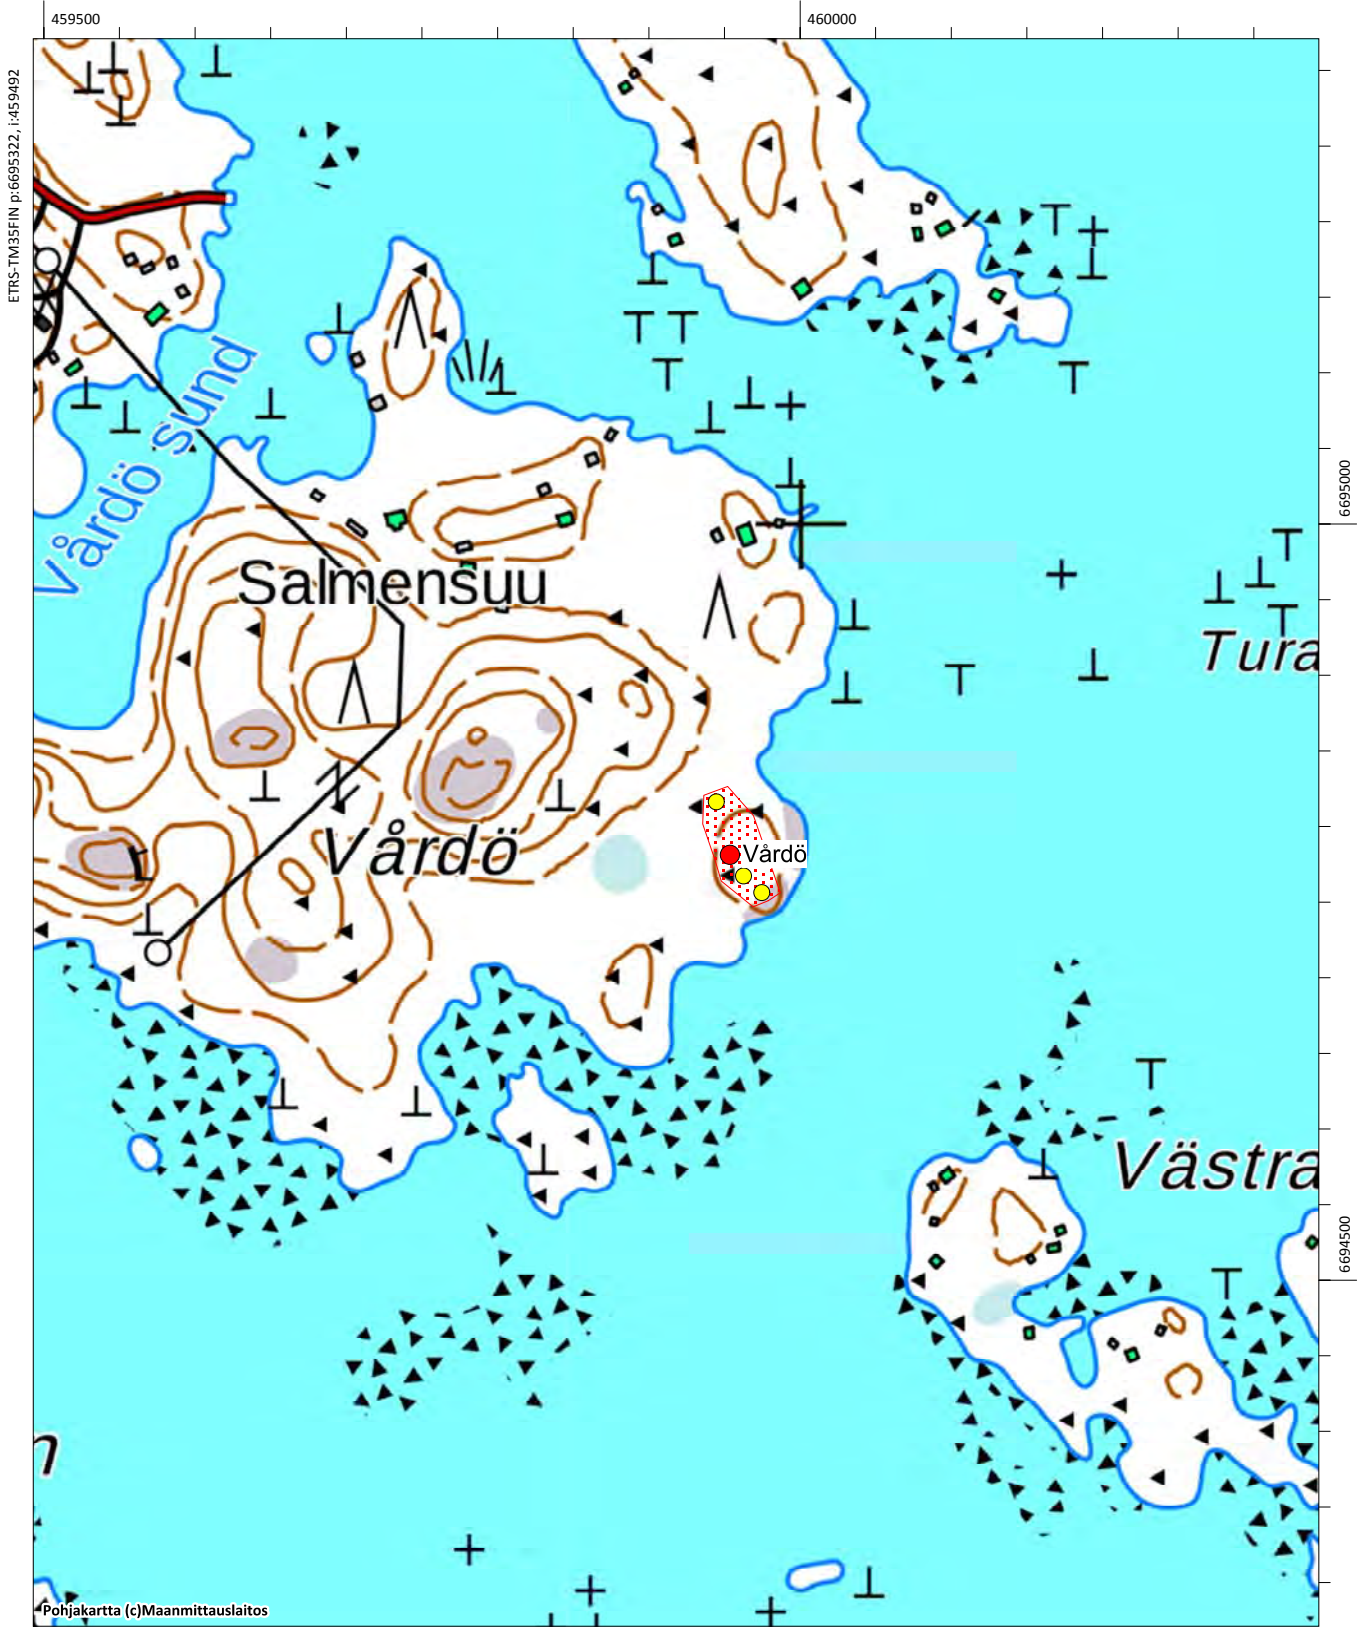 459500
460000
ETRS-TM35FIN p:6695322, i:459492
Vårdö sund
6695000
Salmensuu
Tura
Vårdö
Vårdö
Västra
6694500
n
Pohjakartta (c)Maanmittauslaitos